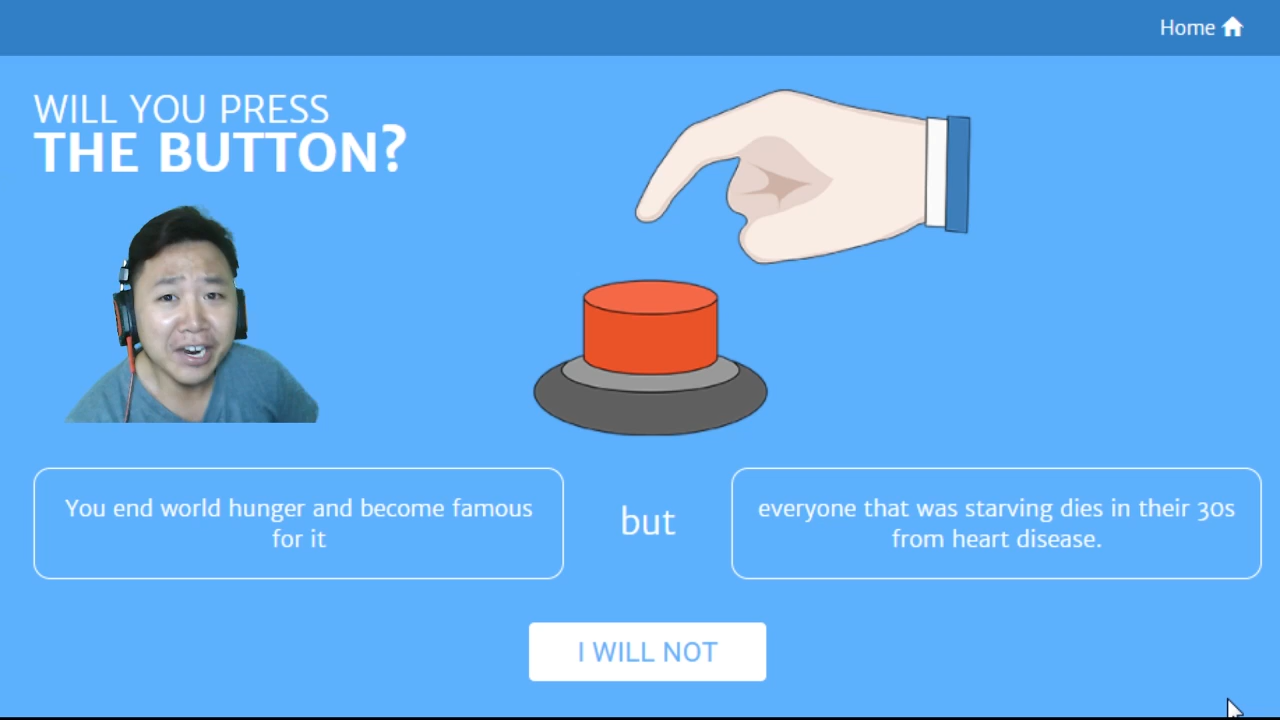 Home
WILL YOU PRESS
THE BUTTON?
You end world hunger and become famous
for it
but
everyone that was starving dies in their 30s
from heart disease.
I WILL NOT